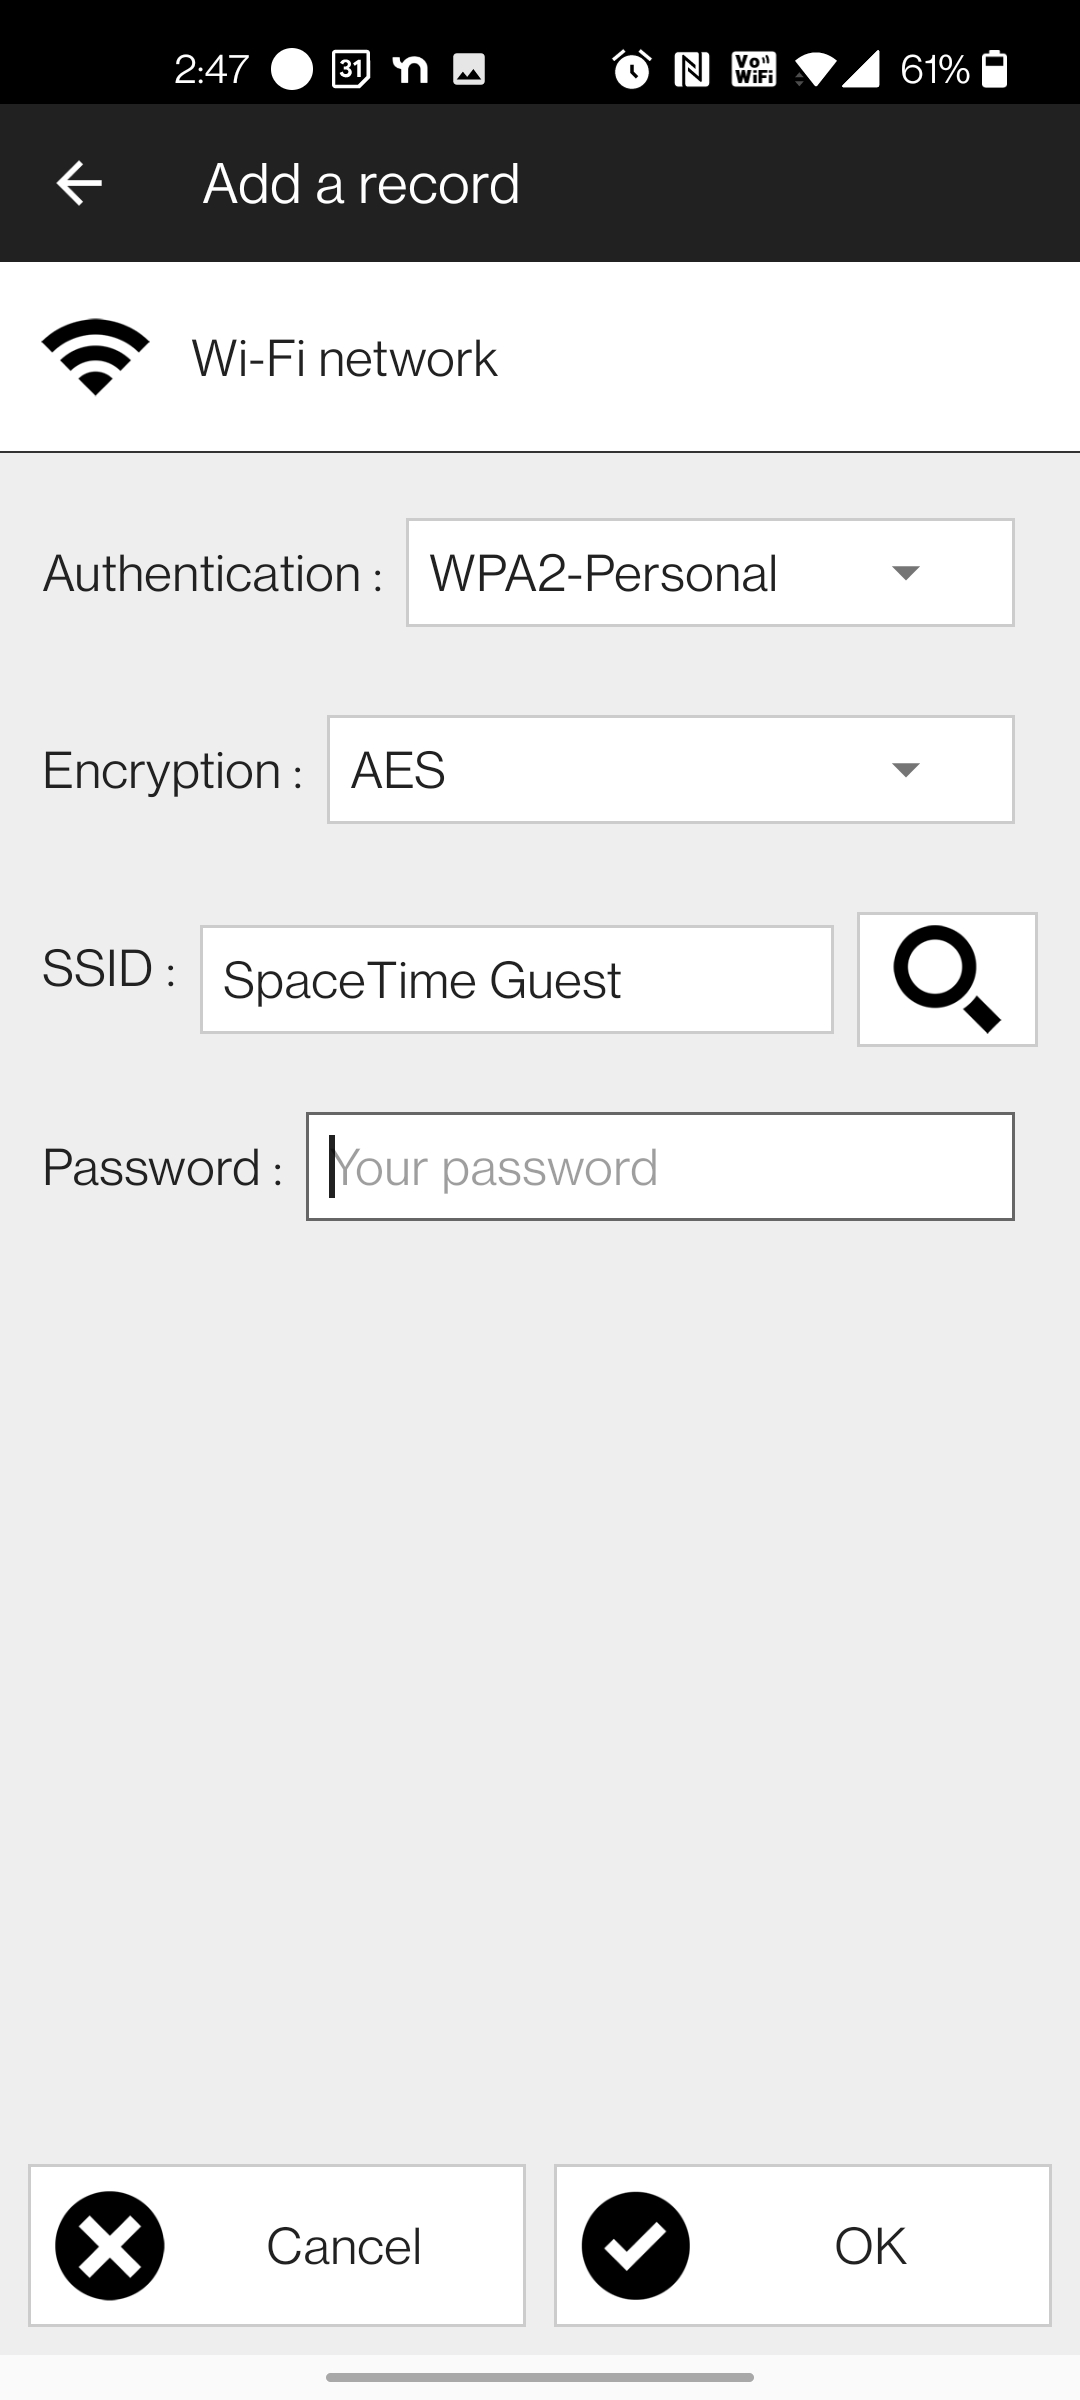 2:47 31 Vo WiFi 61%
Add a record
Wi-Fi network
Authentication : WPA2-Personal
Encryption : AES
SSID : SpaceTime Guest
Password : Your password
Cancel OK